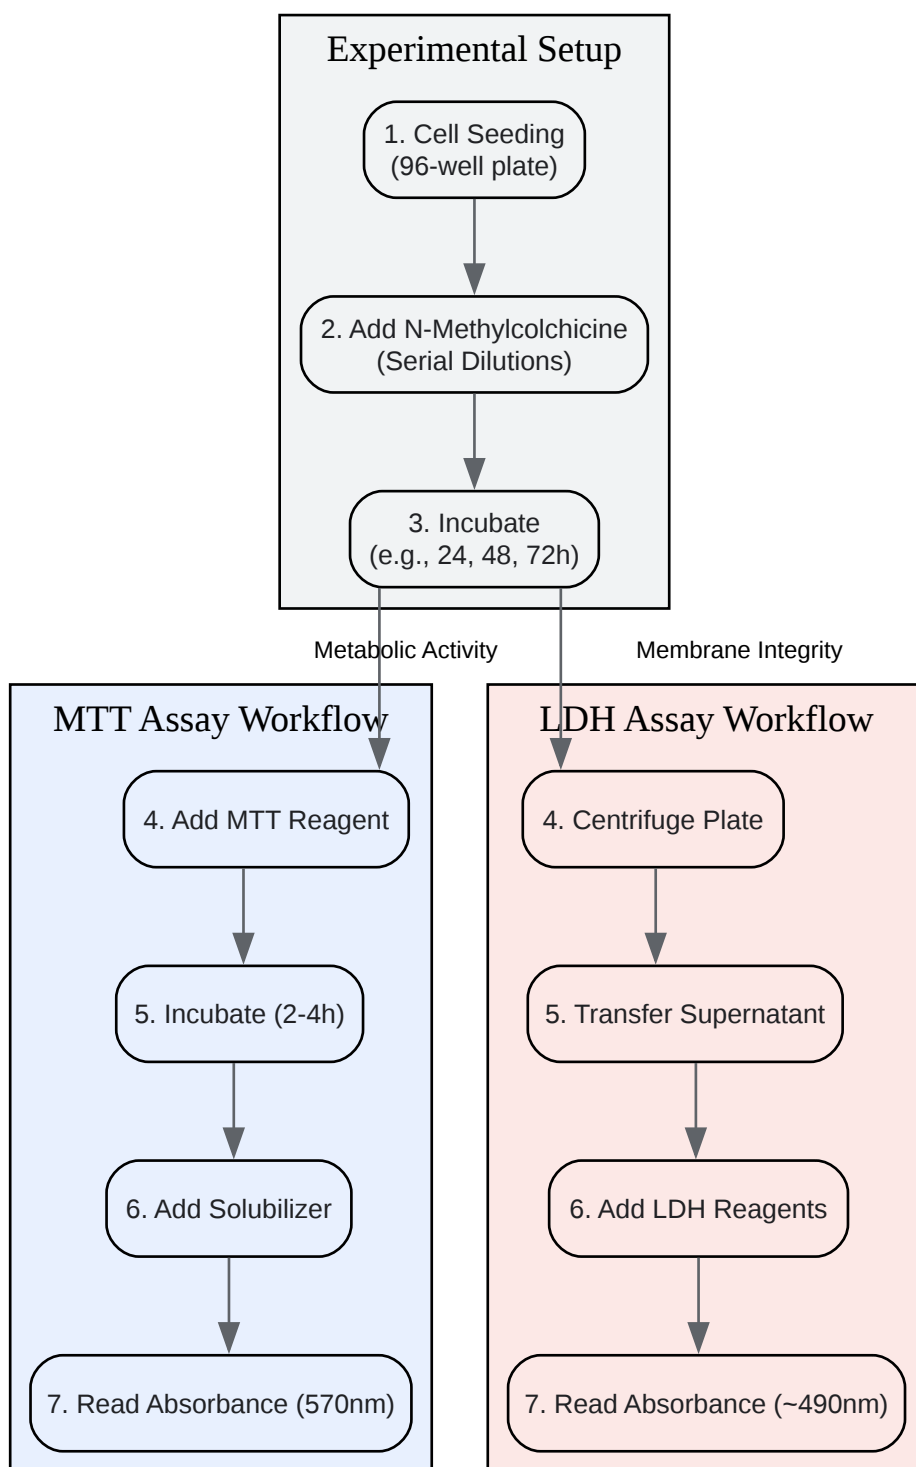 Experimental Setup
1. Cell Seeding
(96-well plate)
2. Add N-Methylcolchicine
(Serial Dilutions)
3. Incubate
(e.g., 24, 48, 72h)
Metabolic Activity
Membrane Integrity
MTT Assay Workflow
4. Add MTT Reagent
5. Incubate (2-4h)
6. Add Solubilizer
7. Read Absorbance (570nm)
LDH Assay Workflow
4. Centrifuge Plate
5. Transfer Supernatant
6. Add LDH Reagents
7. Read Absorbance (~490nm)